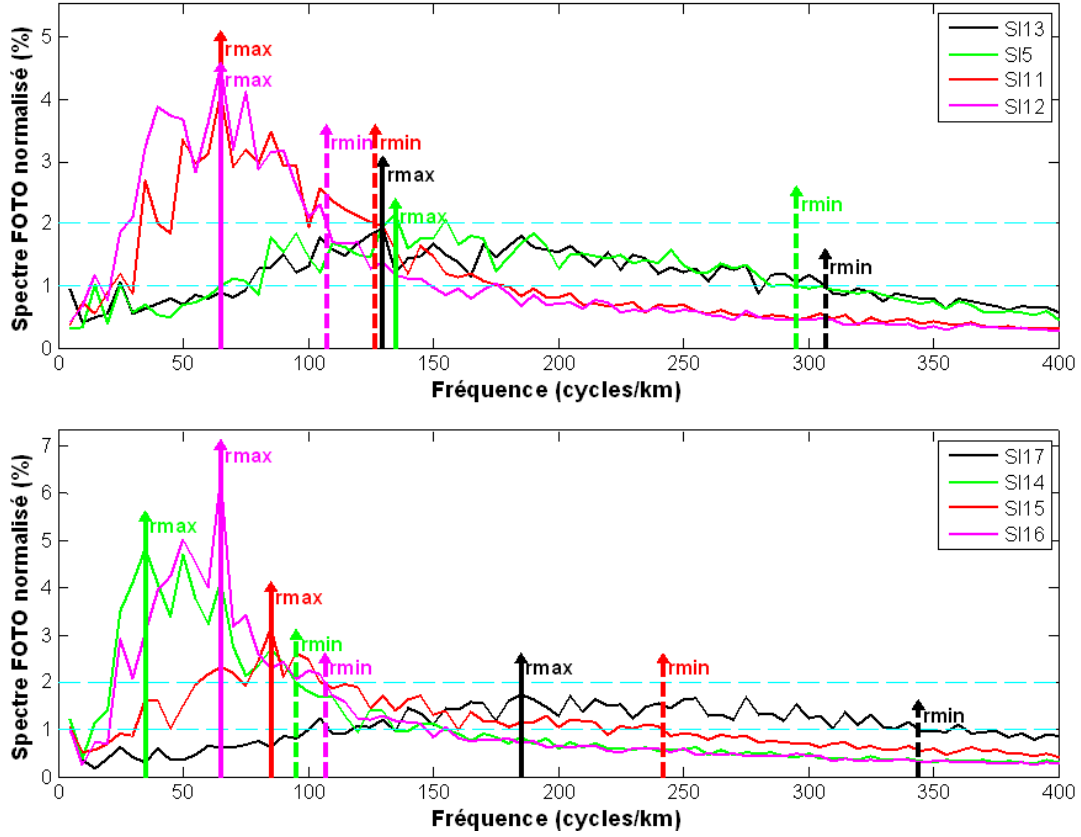 Spectre FOTO normalisé (%)
5
4
3
2
1
0
rmax
rmax
rmin
rmin
rmax
rmax
rmin
rmin
SI13
SI5
SI11
SI12
0 50 100 150 200 250 300 350 400
Fréquence (cycles/km)
Spectre FOTO normalisé (%)
7
6
5
4
3
2
1
0
rmax
rmax
rmax
rmin
rmin
rmax
rmin
rmin
SI17
SI14
SI15
SI16
0 50 100 150 200 250 300 350 400
Fréquence (cycles/km)